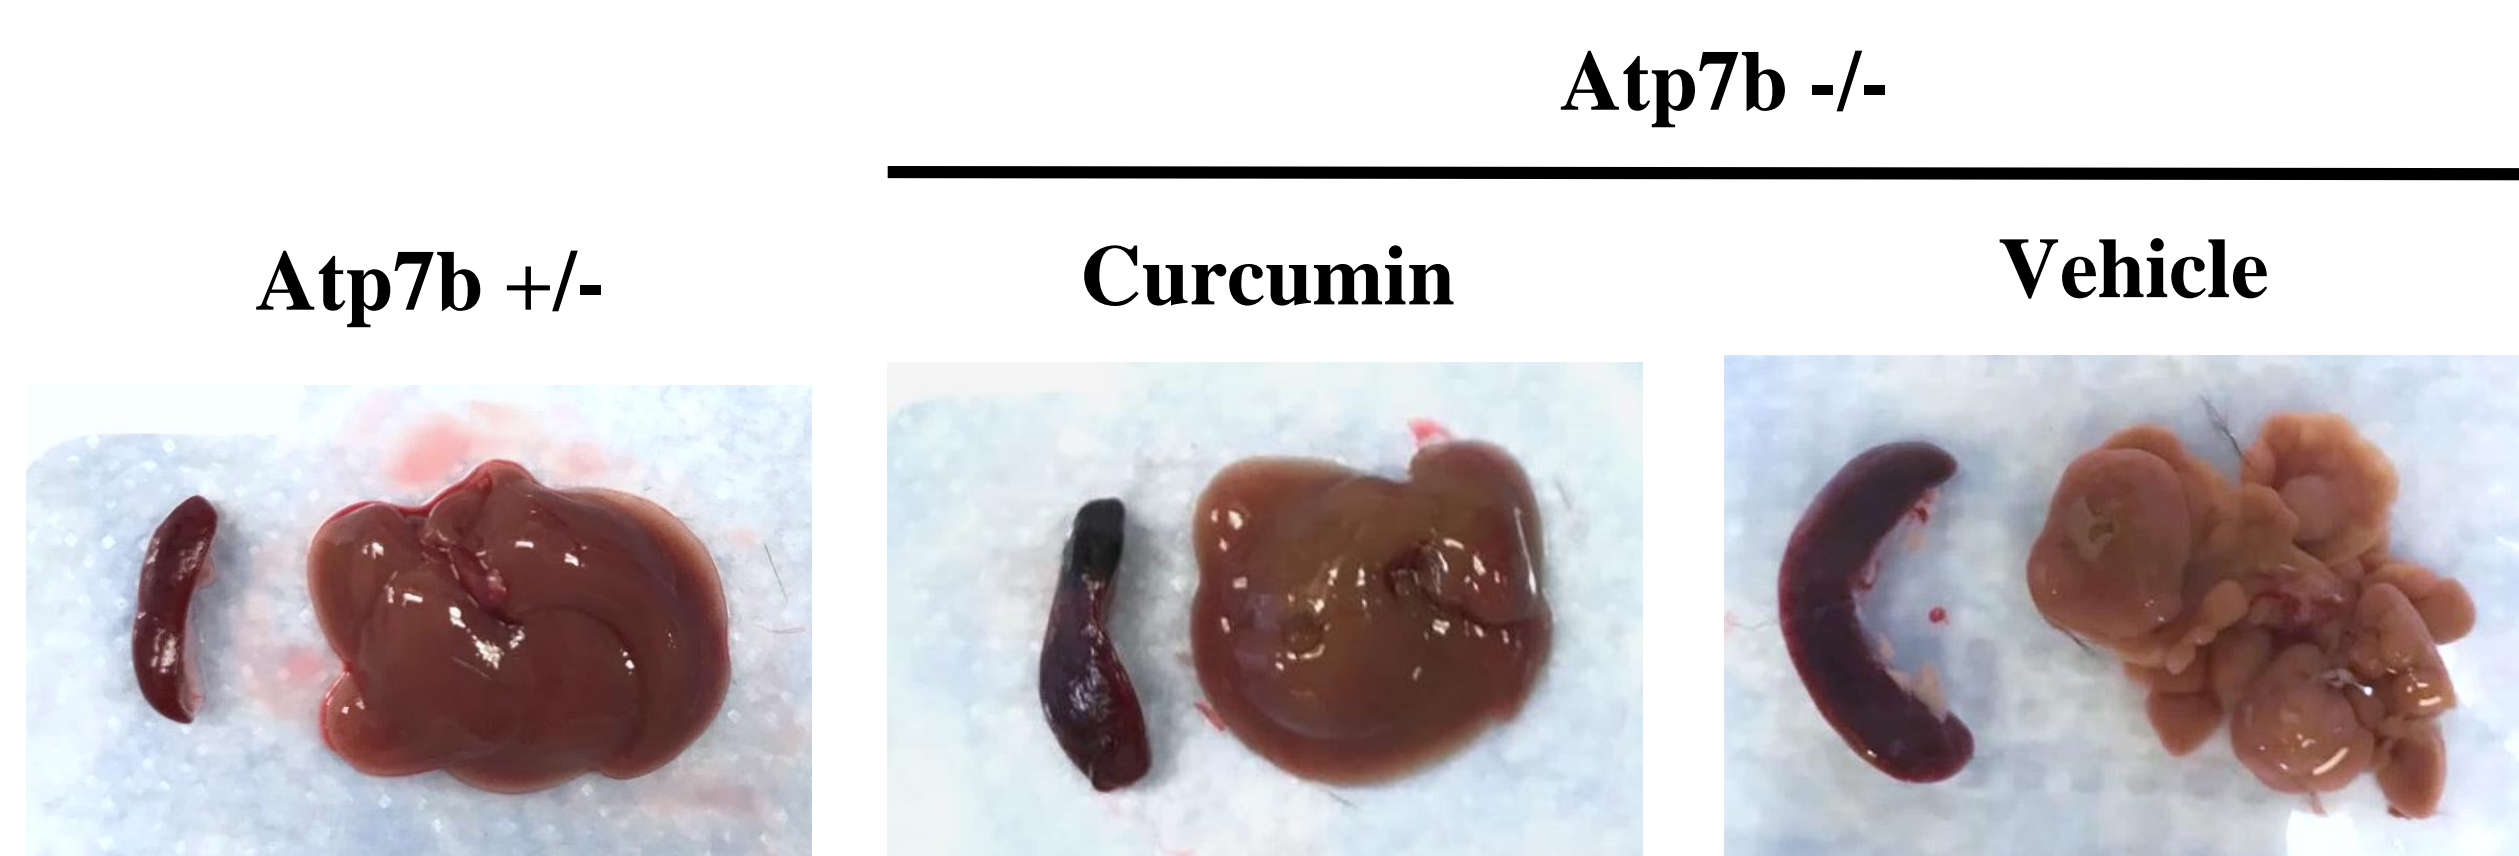 Atp7b -/-
Atp7b +/-
Curcumin
Vehicle